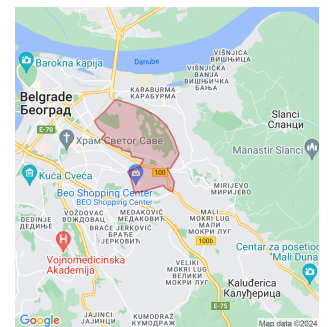 Barokna kapija
Danube
VIŠNJICA
ВИШЊИЦА
VIŠNJIČKA
BANJA
ВИШЊИЧКА
БАЊА
KARABURMA
КАРАБУРМА
Belgrade
Београд
E-70
Храм Светог Саве
Slanci
Сланци
Manastir Slanci
Kuća Cveća
100
Beo Shopping Center
BEO Shopping Center
MIRIJEVO
МИРИЈЕВО
DEDINJE
ДЕДИЊЕ
VOŽDOVAC
ВОЖДОВАЦ
MEDAKOVIĆ
МЕДАКОВИЋ
MALI
MOKRI LUG
МАЛИ
МОКРИ ЛУГ
BRAĆE JERKOVIĆ
БРАЋЕ
ЈЕРКОВИЋ
100b
Vojnomedicinska
Akademija
Centar za posetio
"Mali Duna
VELIKI
MOKRI LUG
ВЕЛИКИ
МОКРИ ЛУГ
Kaluđerica
Калуђерица
E-75
JAJINCI
ЈАЈИНЦИ
KUMODRAŽ
КУМОДРАЖ
Google
Map data ©2024